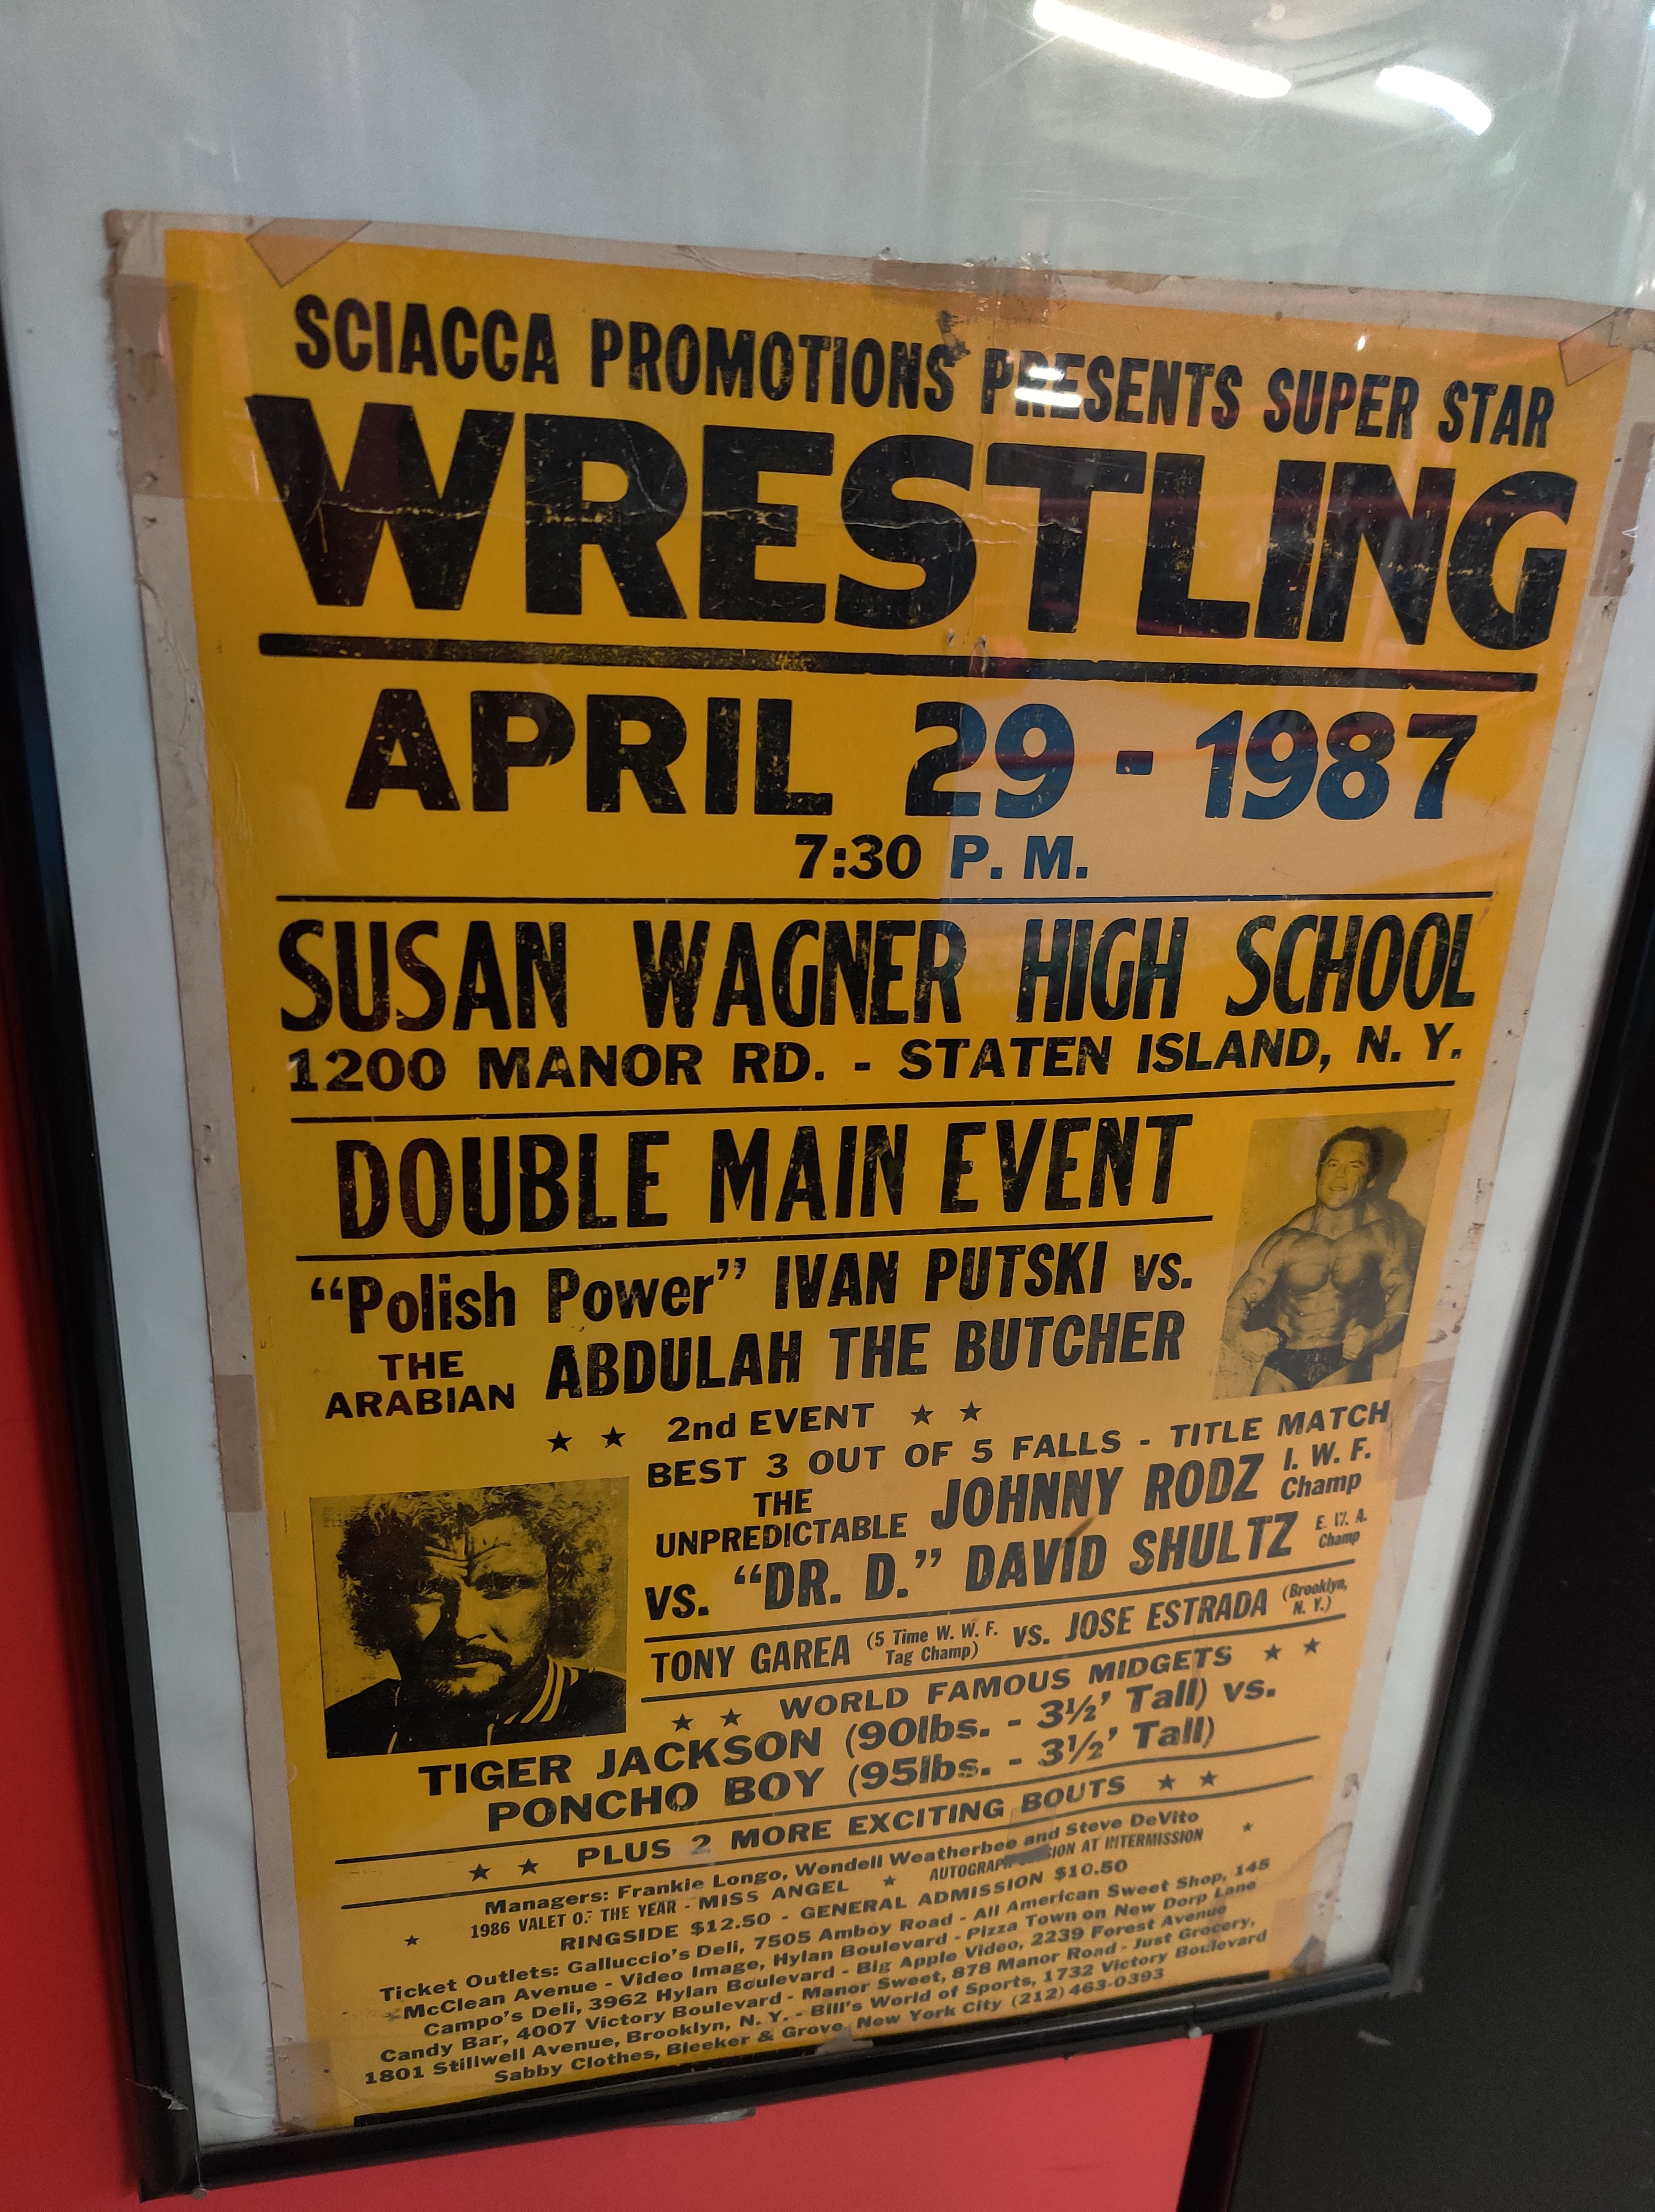 SCIACCA PROMOTIONS PRESENTS SUPER STAR
WRESTLING
APRIL 29 - 1987
7:30 P. M.
SUSAN WAGNER HIGH SCHOOL
1200 MANOR RD. - STATEN ISLAND, N. Y.
DOUBLE MAIN EVENT
“Polish Power” IVAN PUTSKI VS.
THE ARABIAN ABDULAH THE BUTCHER
★ ★ 2nd EVENT ★ ★
BEST 3 OUT OF 5 FALLS - TITLE MATCH
THE UNPREDICTABLE JOHNNY RODZ I. W. F. Champ
VS. “DR. D.” DAVID SHULTZ E. W. A. Champ
TONY GAREA (5 Time W. W. F. Tag Champ) VS. JOSE ESTRADA (Brooklyn, N. Y.)
★ ★ WORLD FAMOUS MIDGETS ★ ★
TIGER JACKSON (90lbs. - 3½’ Tall) VS.
PONCHO BOY (95lbs. - 3½’ Tall)
★ ★ PLUS 2 MORE EXCITING BOUTS ★ ★
Managers: Frankie Longo, Wendell Weatherbee and Steve DeVito
★ 1986 VALET OF THE YEAR - MISS ANGEL ★ AUTOGRAPH AT INTERMISSION ★
RINGSIDE $12.50 - GENERAL ADMISSION $10.50
Ticket Outlets: Galluccio’s Deli, 7505 Amboy Road - All American Sweet Shop, 145
McClean Avenue - Video Image, Hylan Boulevard - Pizza Town on New Dorp Lane
Campo’s Deli, 3962 Hylan Boulevard - Big Apple Video, 2239 Forest Avenue
Candy Bar, 4007 Victory Boulevard - Manor Sweet, 878 Manor Road - Just Grocery,
1801 Stillwell Avenue, Brooklyn, N. Y. - Bill’s World of Sports, 1732 Victory Boulevard
Sabby Clothes, Bleeker & Grove, New York City (212) 463-0393